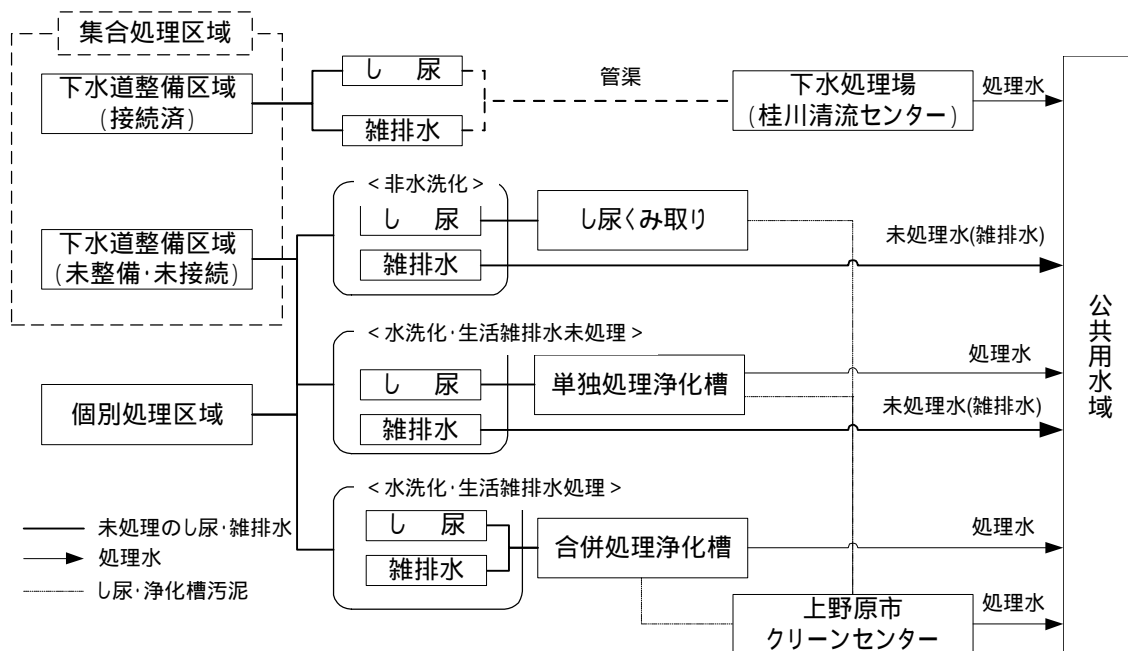 集合処理区域
下水道整備区域
(接続済)
し 尿
雑排水
管渠
下水処理場
(桂川清流センター)
処理水
下水道整備区域
(未整備･未接続)
<非水洗化>
し 尿
雑排水
し尿くみ取り
未処理水(雑排水)
個別処理区域
<水洗化･生活雑排水未処理>
し 尿
雑排水
単独処理浄化槽
処理水
未処理水(雑排水)
<水洗化･生活雑排水処理>
し 尿
雑排水
合併処理浄化槽
処理水
上野原市
クリーンセンター
処理水
公共用水域
未処理のし尿･雑排水
処理水
し尿･浄化槽汚泥